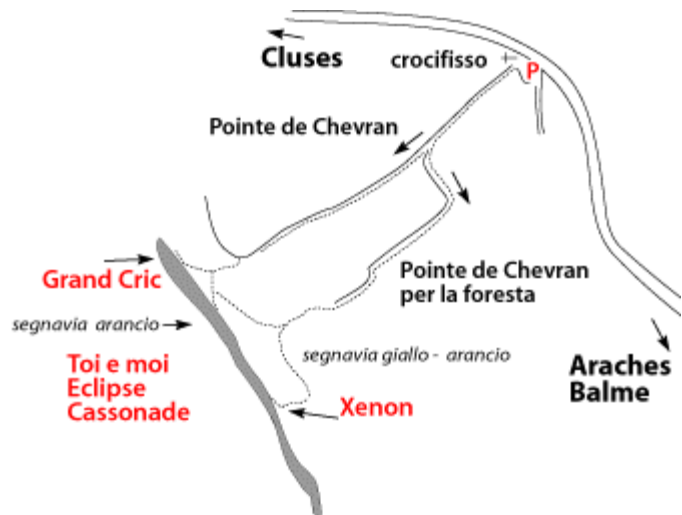 Cluses
crocifisso
P
Pointe de Chevran
Grand Cric
Pointe de Chevran
per la foresta
segnavia arancio
segnavia giallo - arancio
Toi e moi
Eclipse
Cassonade
Araches
Balme
Xenon